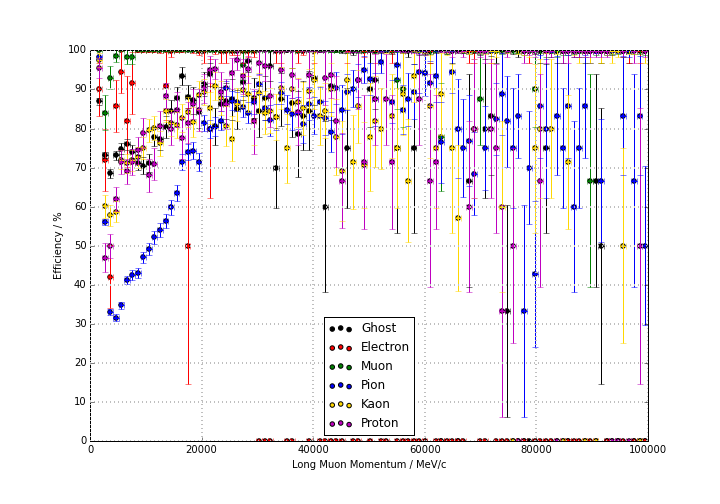 100
90
80
70
60
50
40
30
20
10
0
Efficiency / %
Ghost
Electron
Muon
Pion
Kaon
Proton
0 20000 40000 60000 80000 100000
Long Muon Momentum / MeV/c